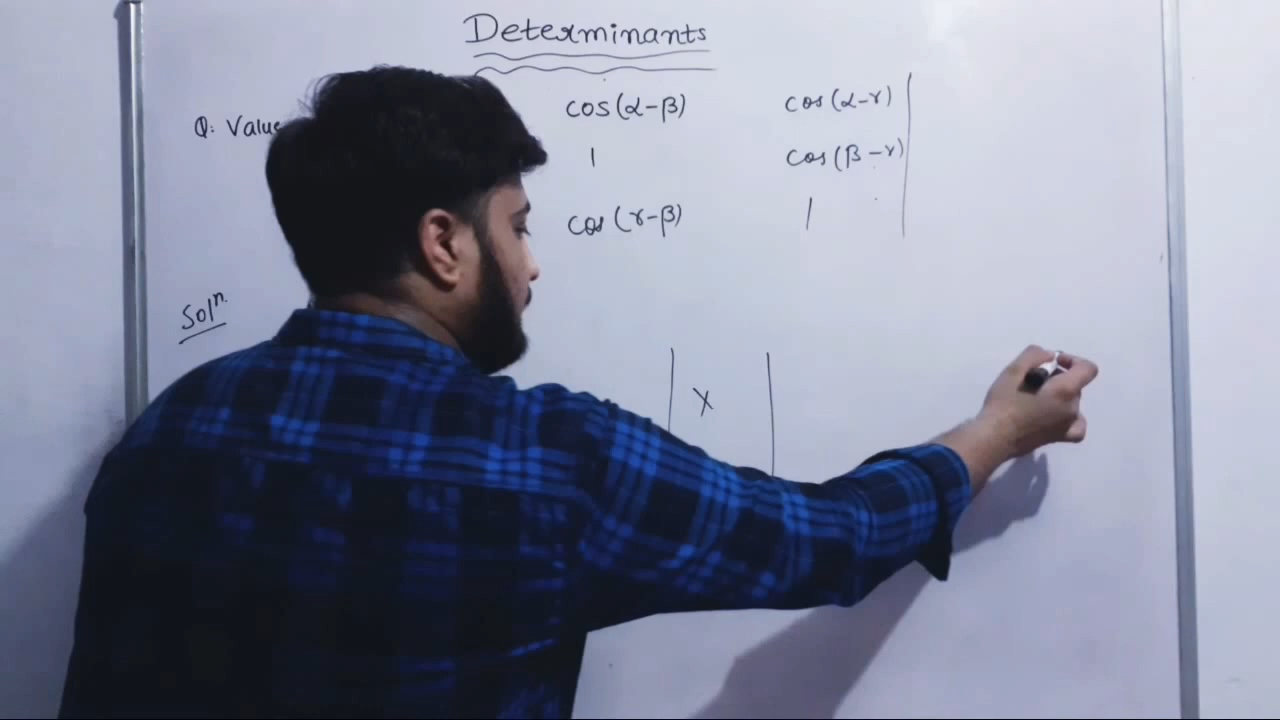 Determinants
Q: Value cos(α-β) cos(α-γ)
1 cos(β-γ)
cos(γ-β) 1
Solⁿ.
X